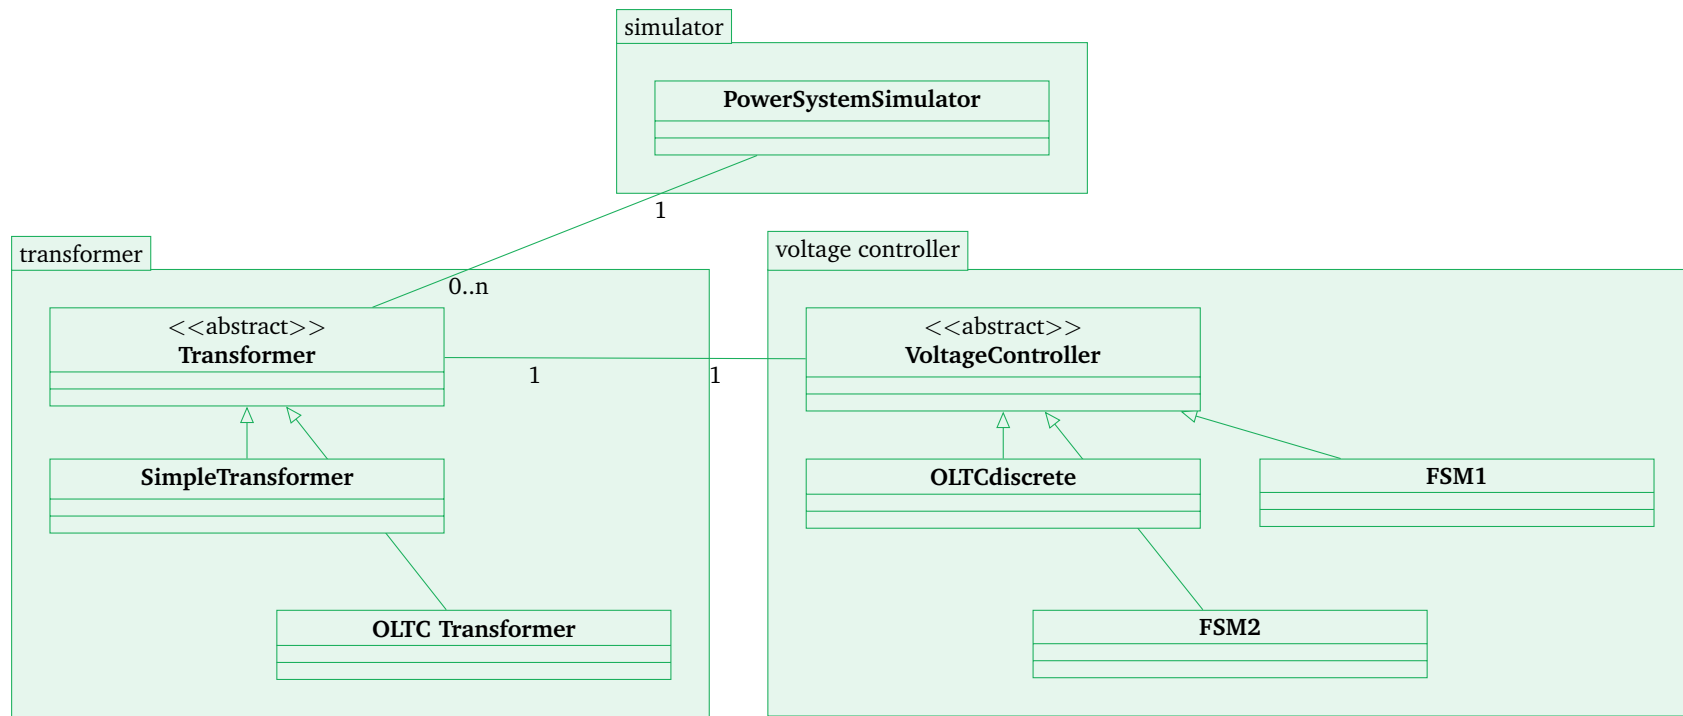 simulator
PowerSystemSimulator
1
transformer
voltage controller
0..n
<<abstract>>
Transformer
<<abstract>>
VoltageController
1
1
SimpleTransformer
OLTCdiscrete
FSM1
OLTC Transformer
FSM2